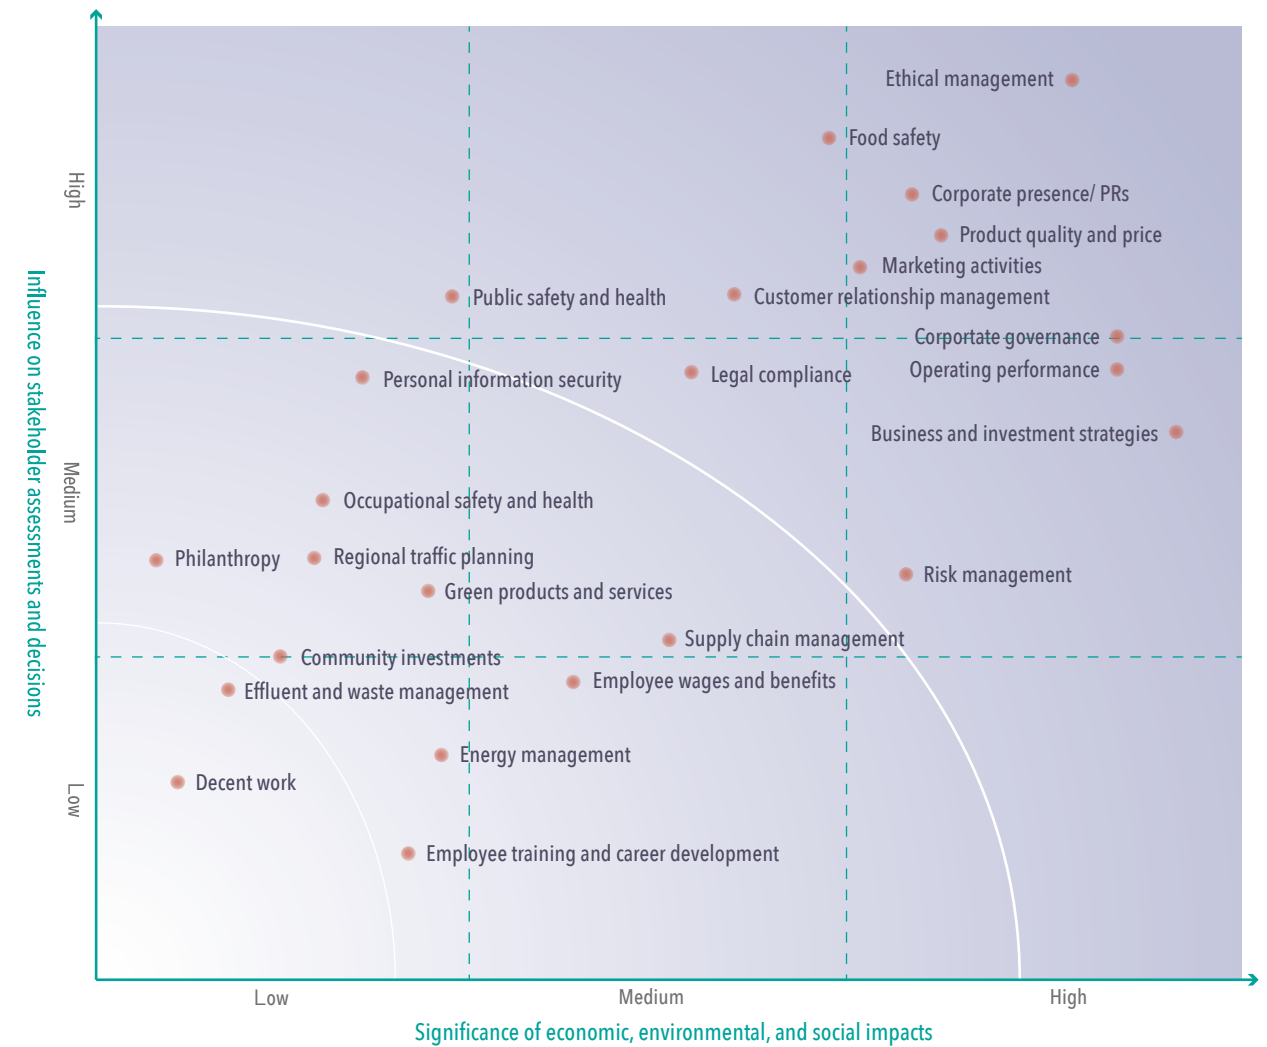 Ethical management
Food safety
Corporate presence/ PRs
Product quality and price
Marketing activities
Public safety and health
Customer relationship management
Corportate governance
Operating performance
Personal information security
Legal compliance
Business and investment strategies
Occupational safety and health
Philanthropy
Regional traffic planning
Green products and services
Risk management
Supply chain management
Community investments
Effluent and waste management
Employee wages and benefits
Energy management
Decent work
Employee training and career development
High
Medium
Low
Influence on stakeholder assessments and decisions
Low
Medium
High
Significance of economic, environmental, and social impacts